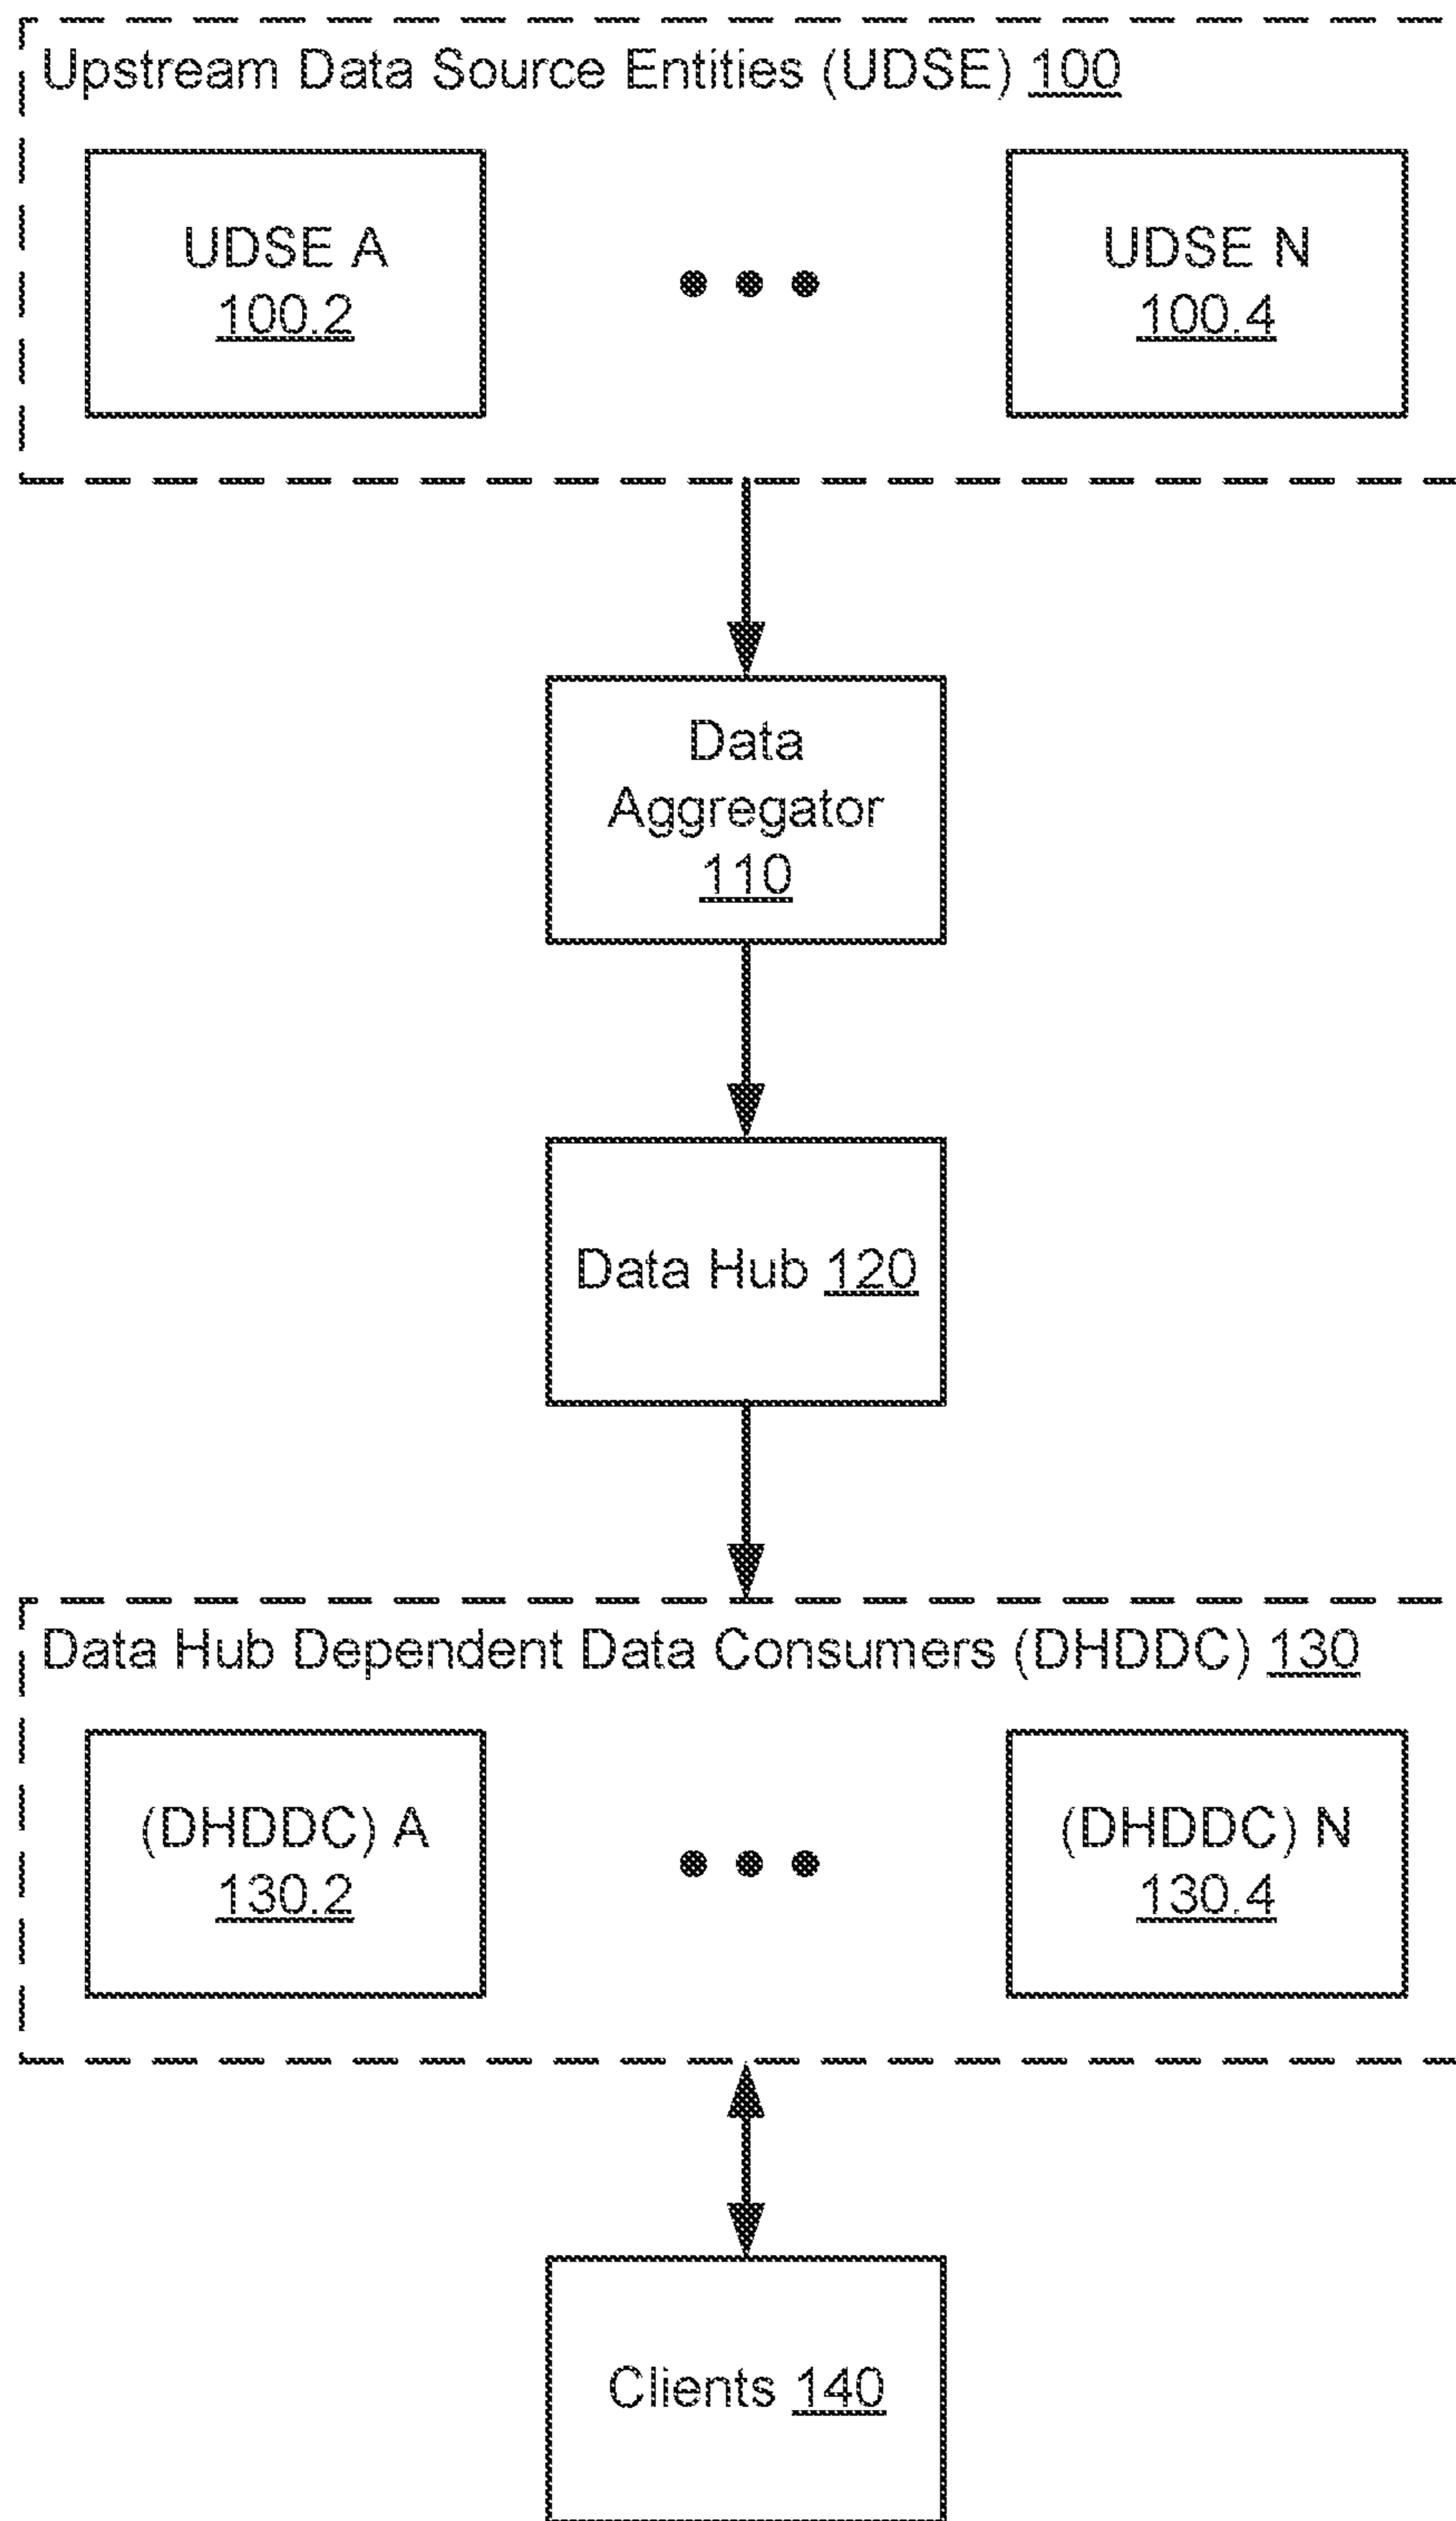 Upstream Data Source Entities (UDSE) 100
UDSE A
100.2
UDSE N
100.4
Data
Aggregator
110
Data Hub 120
Data Hub Dependent Data Consumers (DHDDC) 130
(DHDDC) A
130.2
(DHDDC) N
130.4
Clients 140